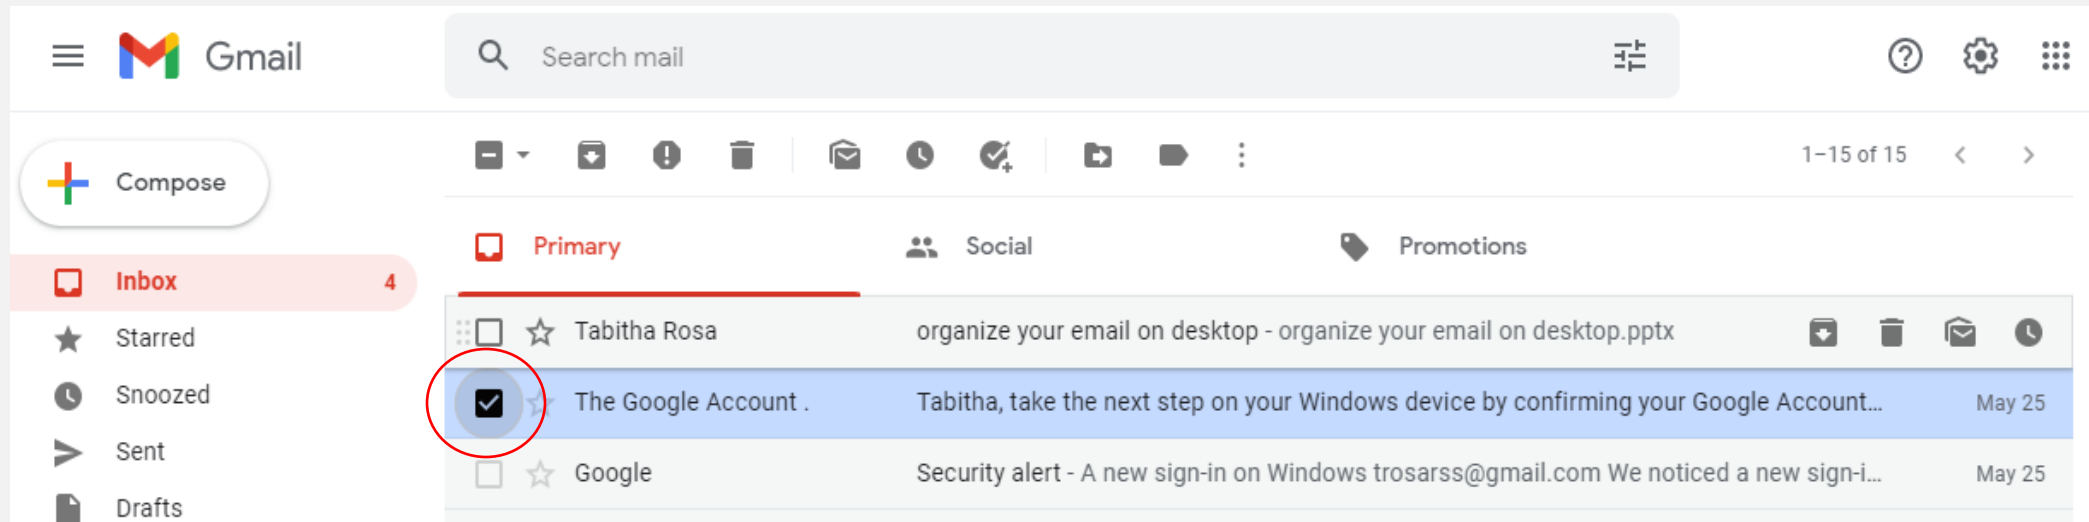 Gmail
Search mail
Compose
1–15 of 15
Primary
Social
Promotions
Inbox 4
Starred
Snoozed
Sent
Drafts
Tabitha Rosa organize your email on desktop - organize your email on desktop.pptx
The Google Account . Tabitha, take the next step on your Windows device by confirming your Google Account... May 25
Google Security alert - A new sign-in on Windows trosarss@gmail.com We noticed a new sign-i... May 25